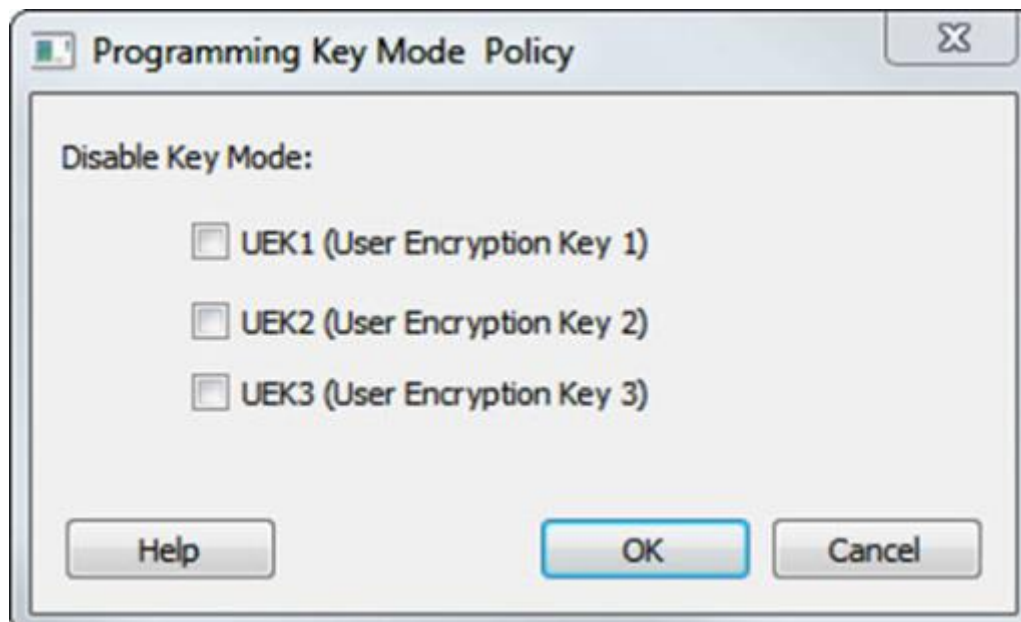 Programming Key Mode Policy
Disable Key Mode:
UEK1 (User Encryption Key 1)
UEK2 (User Encryption Key 2)
UEK3 (User Encryption Key 3)
Help OK Cancel